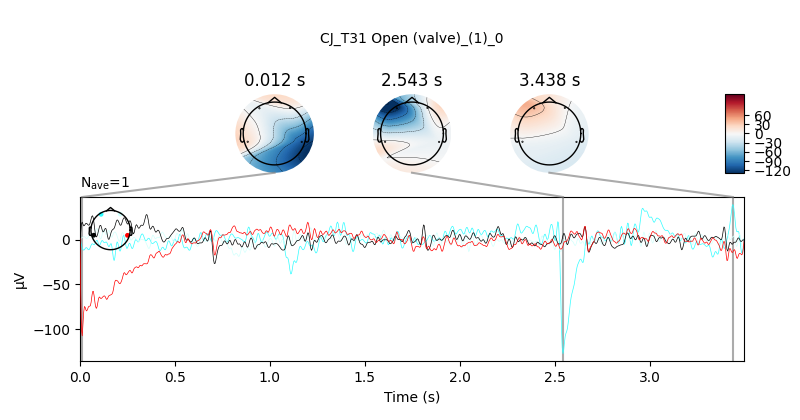 CJ_T31 Open (valve)_(1)_0
0.012 s 2.543 s 3.438 s
60
30
0
−30
−60
−90
−120
Nave=1
0
−50
−100
µV
0.0 0.5 1.0 1.5 2.0 2.5 3.0
Time (s)